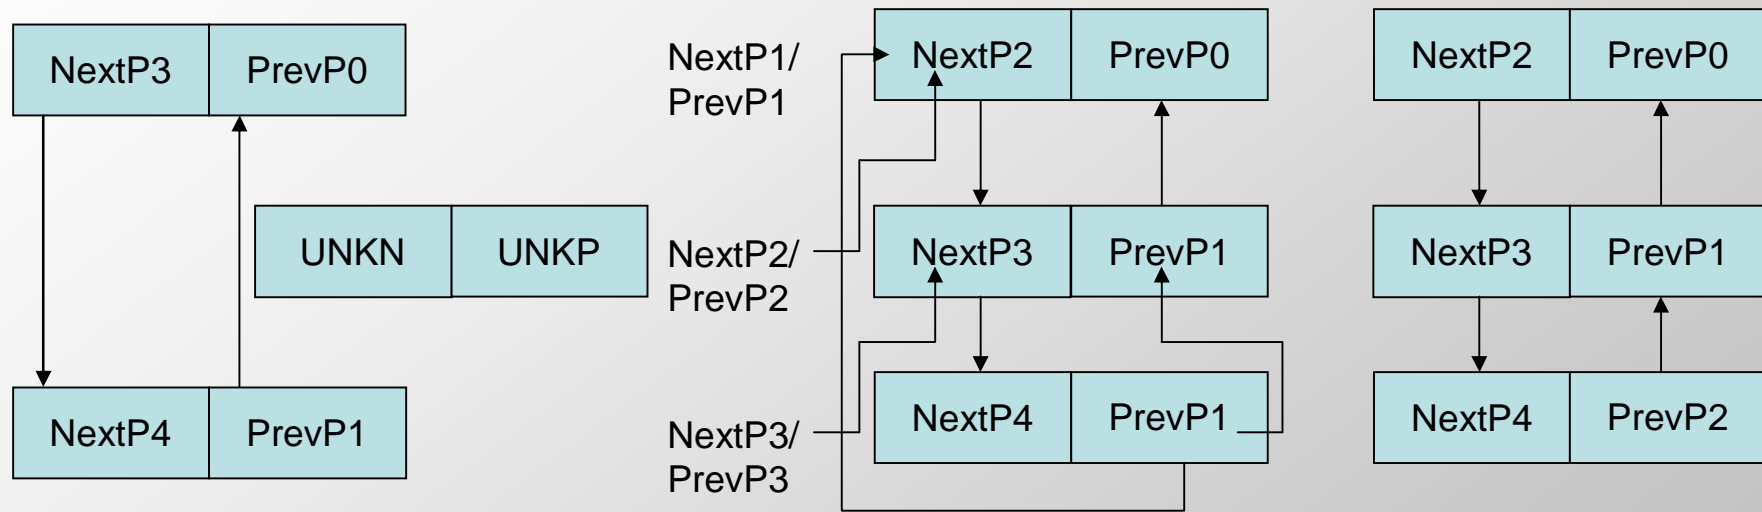 NextP3 PrevP0
UNKN UNKP
NextP4 PrevP1
NextP1/
PrevP1
NextP2/
PrevP2
NextP3/
PrevP3
NextP2 PrevP0
NextP3 PrevP1
NextP4 PrevP1
NextP2 PrevP0
NextP3 PrevP1
NextP4 PrevP2